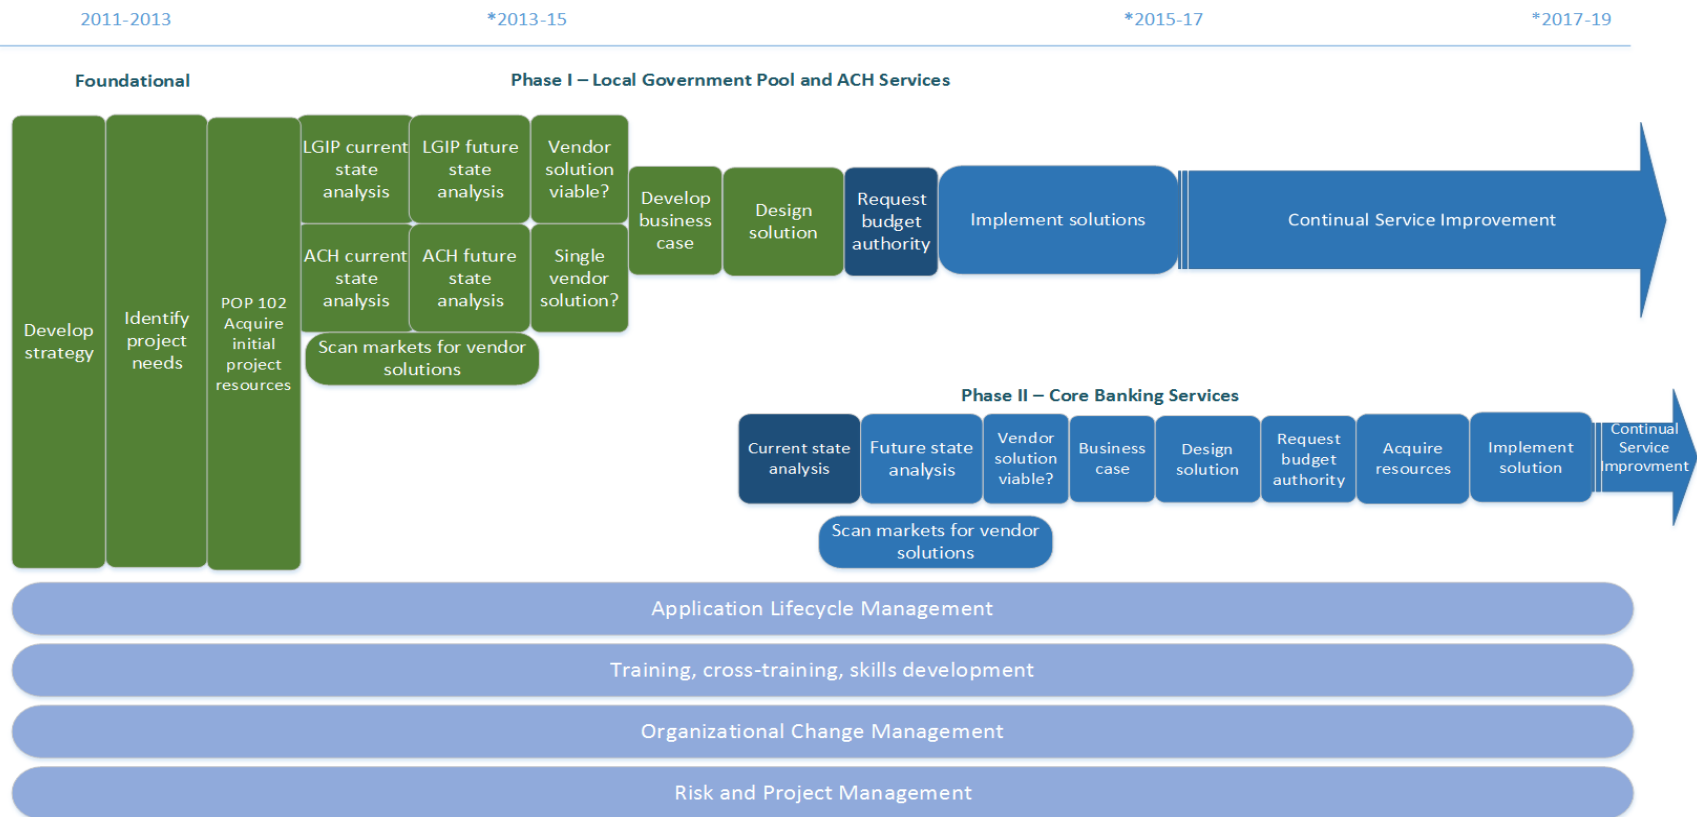 2011-2013
*2013-15
*2015-17
*2017-19
Foundational
Phase I – Local Government Pool and ACH Services
Develop
strategy
Identify
project
needs
POP 102
Acquire
initial
project
resources
LGIP current
state
analysis
LGIP future
state
analysis
Vendor
solution
viable?
ACH current
state
analysis
ACH future
state
analysis
Single
vendor
solution?
Scan markets for vendor
solutions
Develop
business
case
Design
solution
Request
budget
authority
Implement solutions
Continual Service Improvement
Phase II – Core Banking Services
Current state
analysis
Future state
analysis
Vendor
solution
viable?
Business
case
Design
solution
Request
budget
authority
Acquire
resources
Implement
solution
Continual
Service
Improvment
Scan markets for vendor
solutions
Application Lifecycle Management
Training, cross-training, skills development
Organizational Change Management
Risk and Project Management